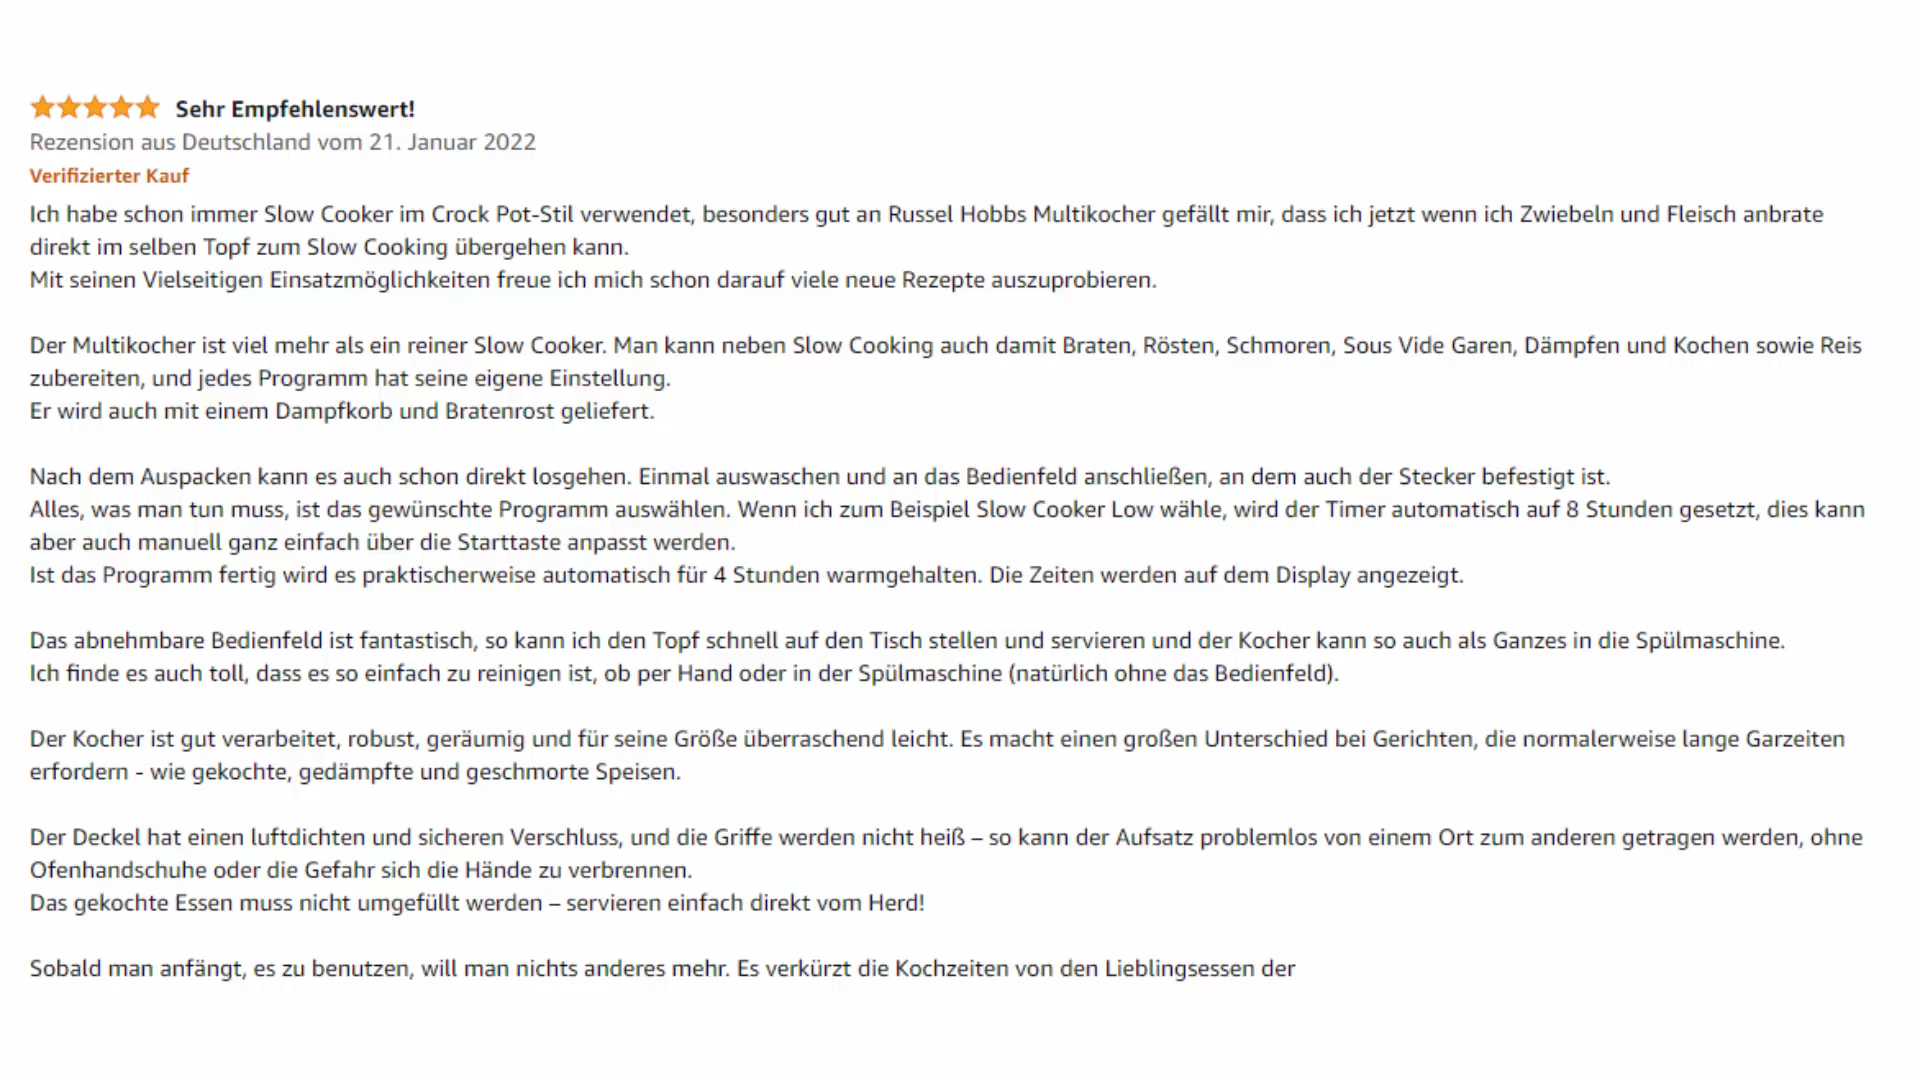 Sehr Empfehlenswert!
Rezension aus Deutschland vom 21. Januar 2022
Verifizierter Kauf
Ich habe schon immer Slow Cooker im Crock Pot-Stil verwendet, besonders gut an Russel Hobbs Multikocher gefällt mir, dass ich jetzt wenn ich Zwiebeln und Fleisch anbrate
direkt im selben Topf zum Slow Cooking übergehen kann.
Mit seinen Vielseitigen Einsatzmöglichkeiten freue ich mich schon darauf viele neue Rezepte auszuprobieren.
Der Multikocher ist viel mehr als ein reiner Slow Cooker. Man kann neben Slow Cooking auch damit Braten, Rösten, Schmoren, Sous Vide Garen, Dämpfen und Kochen sowie Reis
zubereiten, und jedes Programm hat seine eigene Einstellung.
Er wird auch mit einem Dampfkorb und Bratenrost geliefert.
Nach dem Auspacken kann es auch schon direkt losgehen. Einmal auswaschen und an das Bedienfeld anschließen, an dem auch der Stecker befestigt ist.
Alles, was man tun muss, ist das gewünschte Programm auswählen. Wenn ich zum Beispiel Slow Cooker Low wähle, wird der Timer automatisch auf 8 Stunden gesetzt, dies kann
aber auch manuell ganz einfach über die Starttaste anpasst werden.
Ist das Programm fertig wird es praktischerweise automatisch für 4 Stunden warmgehalten. Die Zeiten werden auf dem Display angezeigt.
Das abnehmbare Bedienfeld ist fantastisch, so kann ich den Topf schnell auf den Tisch stellen und servieren und der Kocher kann so auch als Ganzes in die Spülmaschine.
Ich finde es auch toll, dass es so einfach zu reinigen ist, ob per Hand oder in der Spülmaschine (natürlich ohne das Bedienfeld).
Der Kocher ist gut verarbeitet, robust, geräumig und für seine Größe überraschend leicht. Es macht einen großen Unterschied bei Gerichten, die normalerweise lange Garzeiten
erfordern - wie gekochte, gedämpfte und geschmorte Speisen.
Der Deckel hat einen luftdichten und sicheren Verschluss, und die Griffe werden nicht heiß – so kann der Aufsatz problemlos von einem Ort zum anderen getragen werden, ohne
Ofenhandschuhe oder die Gefahr sich die Hände zu verbrennen.
Das gekochte Essen muss nicht umgefüllt werden – servieren einfach direkt vom Herd!
Sobald man anfängt, es zu benutzen, will man nichts anderes mehr. Es verkürzt die Kochzeiten von den Lieblingsessen der